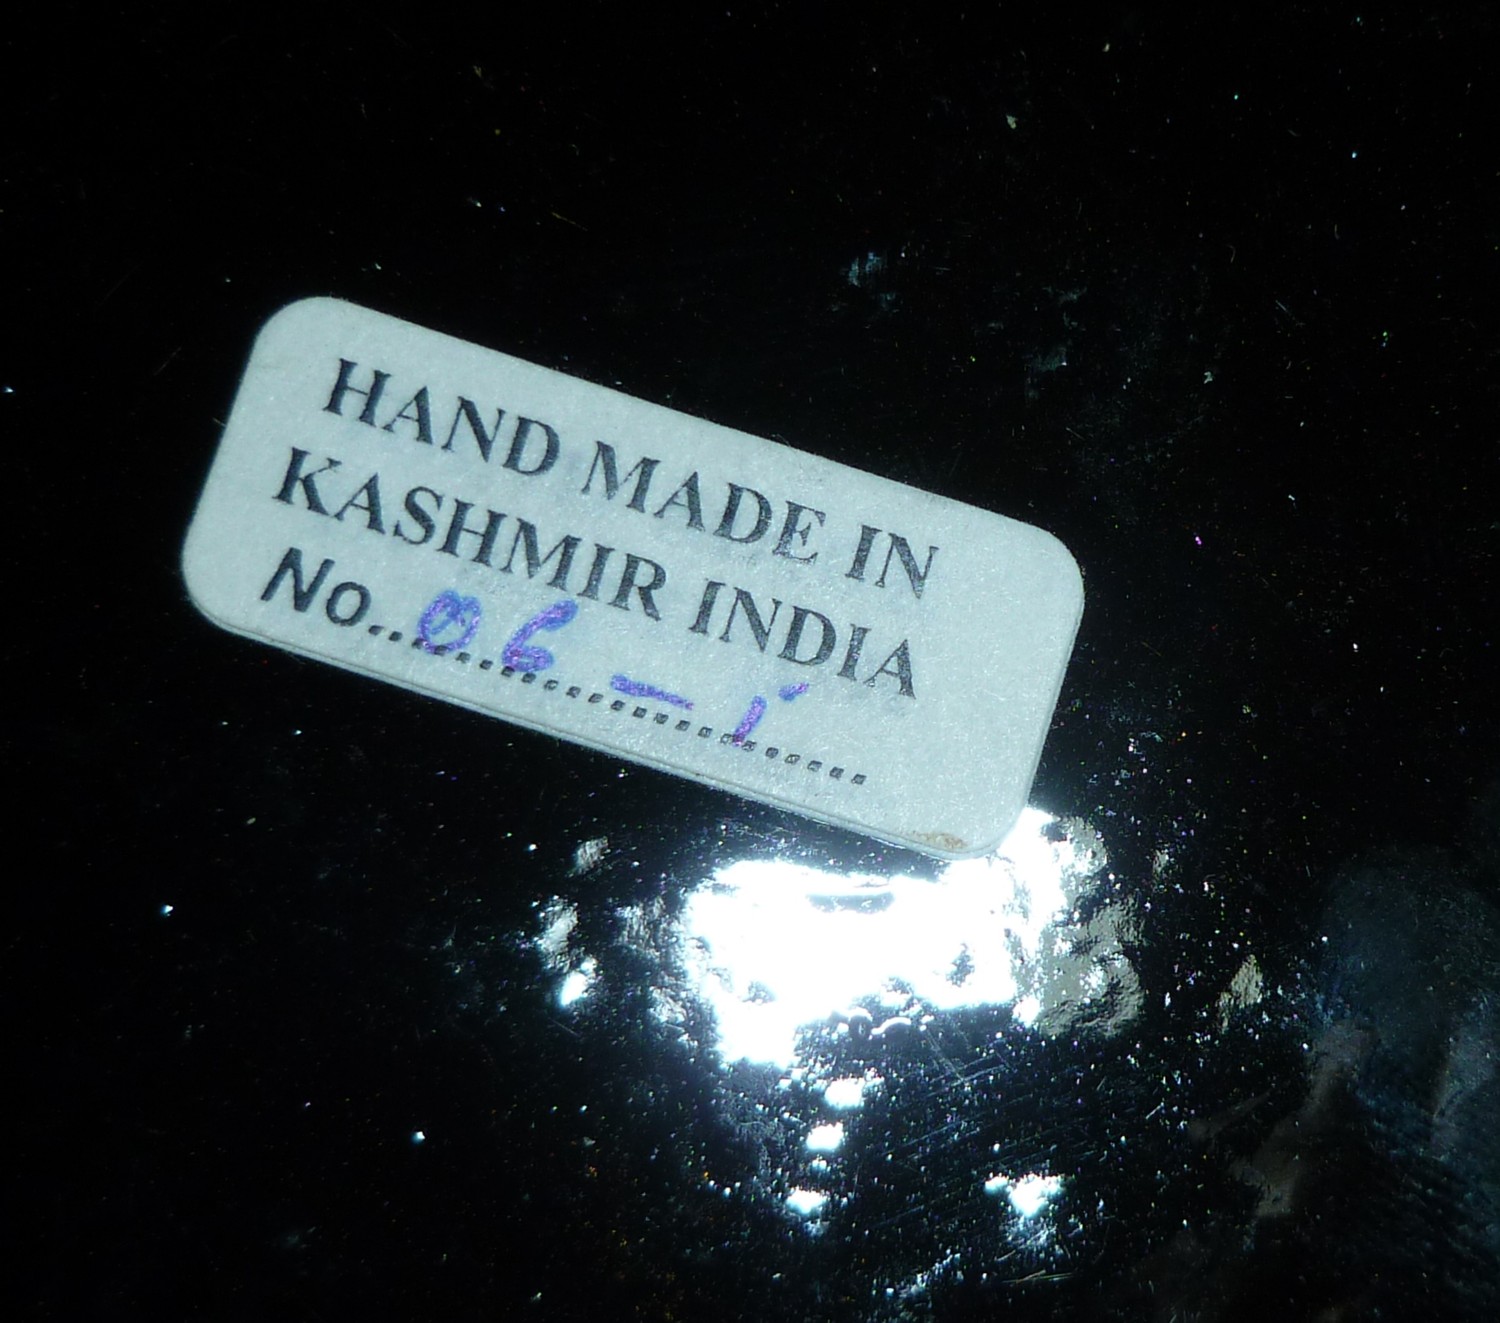 HAND MADE IN
KASHMIR INDIA
No...06 – 1